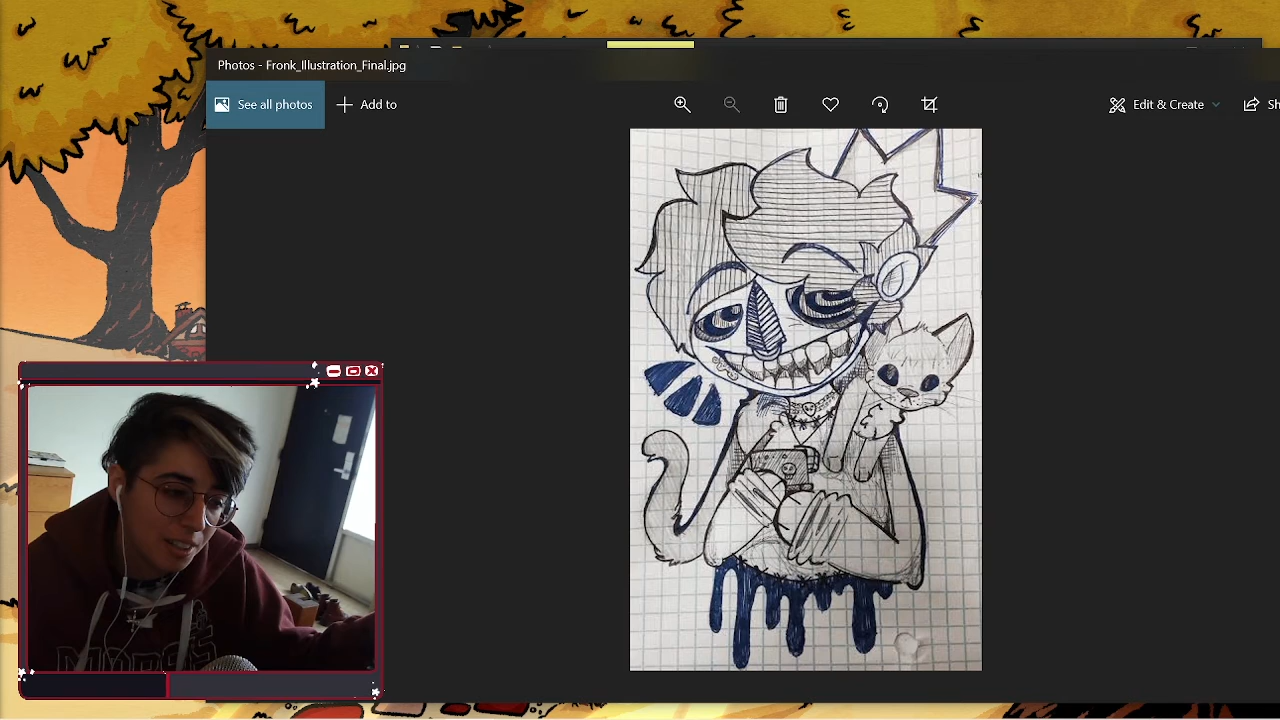 Photos - Fronk_Illustration_Final.jpg
See all photos
Add to
Edit & Create